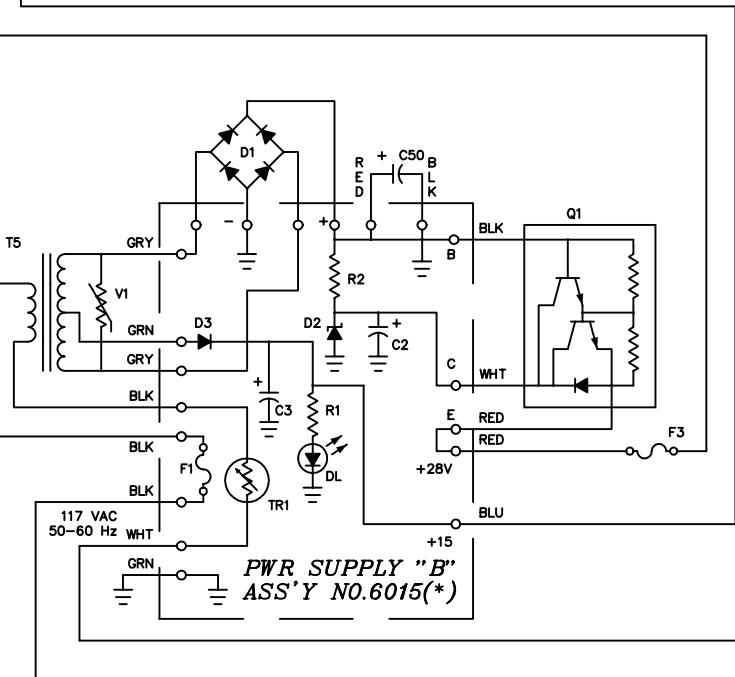 D1
RED
+ C50
BLK
Q1
T5
GRY
-
+
BLK
B
V1
R2
GRN
D3
D2
+
C2
GRY
C
WHT
BLK
+
C3
R1
E
RED
RED
F3
BLK
F1
+28V
DL
BLK
TR1
117 VAC
50-60 Hz
WHT
BLU
+15
GRN
PWR SUPPLY "B"
ASS'Y NO.6015(*)